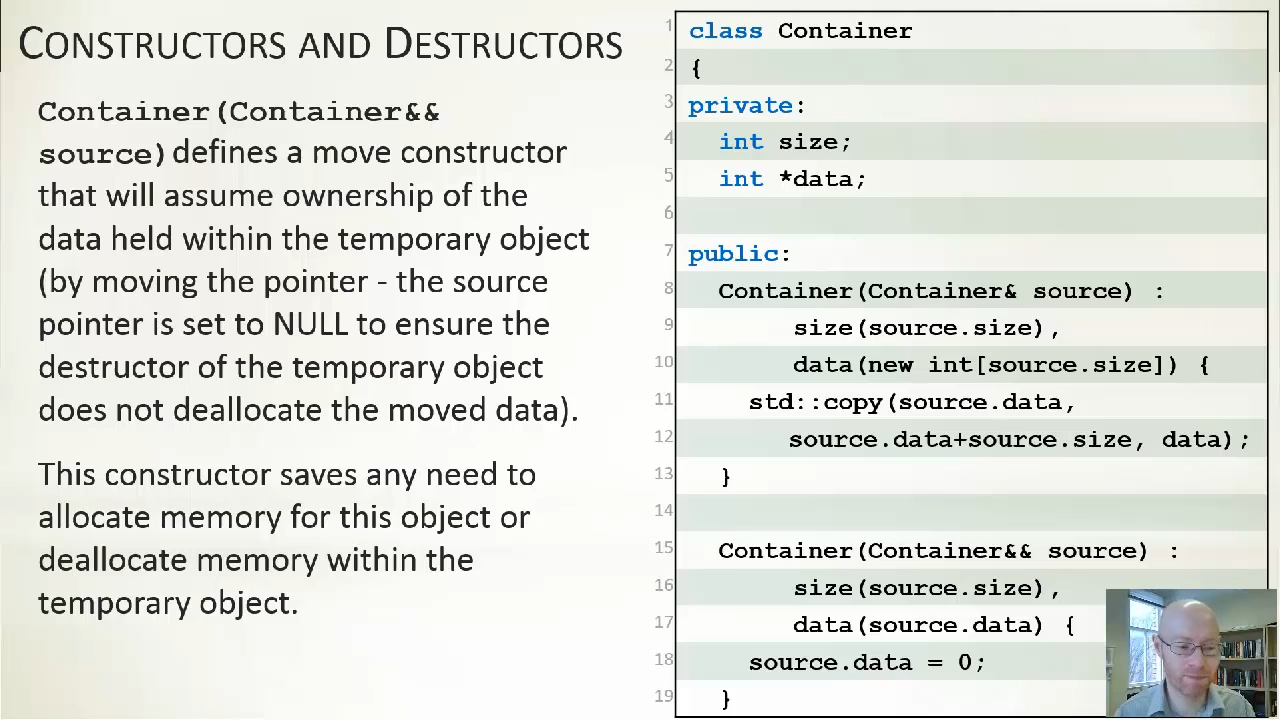 CONSTRUCTORS AND DESTRUCTORS
Container(Container&&
source) defines a move constructor
that will assume ownership of the
data held within the temporary object
(by moving the pointer - the source
pointer is set to NULL to ensure the
destructor of the temporary object
does not deallocate the moved data).
This constructor saves any need to
allocate memory for this object or
deallocate memory within the
temporary object.
1 class Container
2 {
3 private:
4 int size;
5 int *data;
6
7 public:
8 Container(Container& source) :
9 size(source.size),
10 data(new int[source.size]) {
11 std::copy(source.data,
12 source.data+source.size, data);
13 }
14
15 Container(Container&& source) :
16 size(source.size),
17 data(source.data) {
18 source.data = 0;
19 }